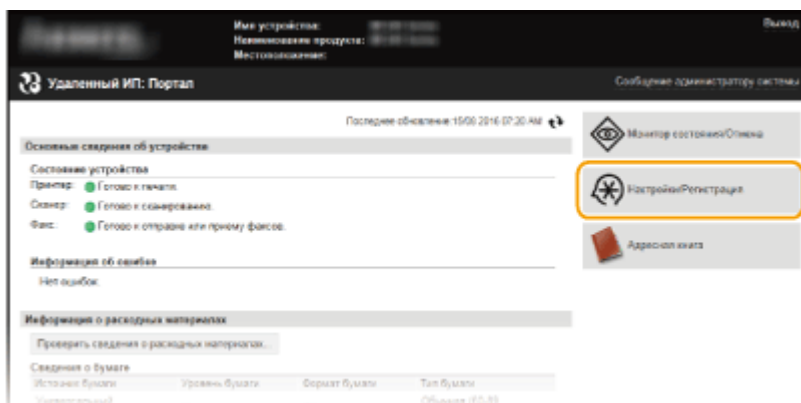 Имя устройства:
Выход
Наименование продукта:
Местоположение:
Удаленный ИП: Портал
Сообщение администратору системы
Последнее обновление:15/08 2016 07:20 AM
Основные сведения об устройстве
Монитор состояния/Отмена
Состояние устройства
Принтер: Готово к печати.
Сканер: Готово к сканированию.
Факс: Готово к отправке или приему факсов.
Настройки/Регистрация
Адресная книга
Информация об ошибке
Нет ошибок.
Информация о расходных материалах
Проверить сведения о расходных материалах...
Сведения о бумаге
Источник бумаги Уровень бумаги Формат бумаги Тип бумаги
Универсальный Обычная